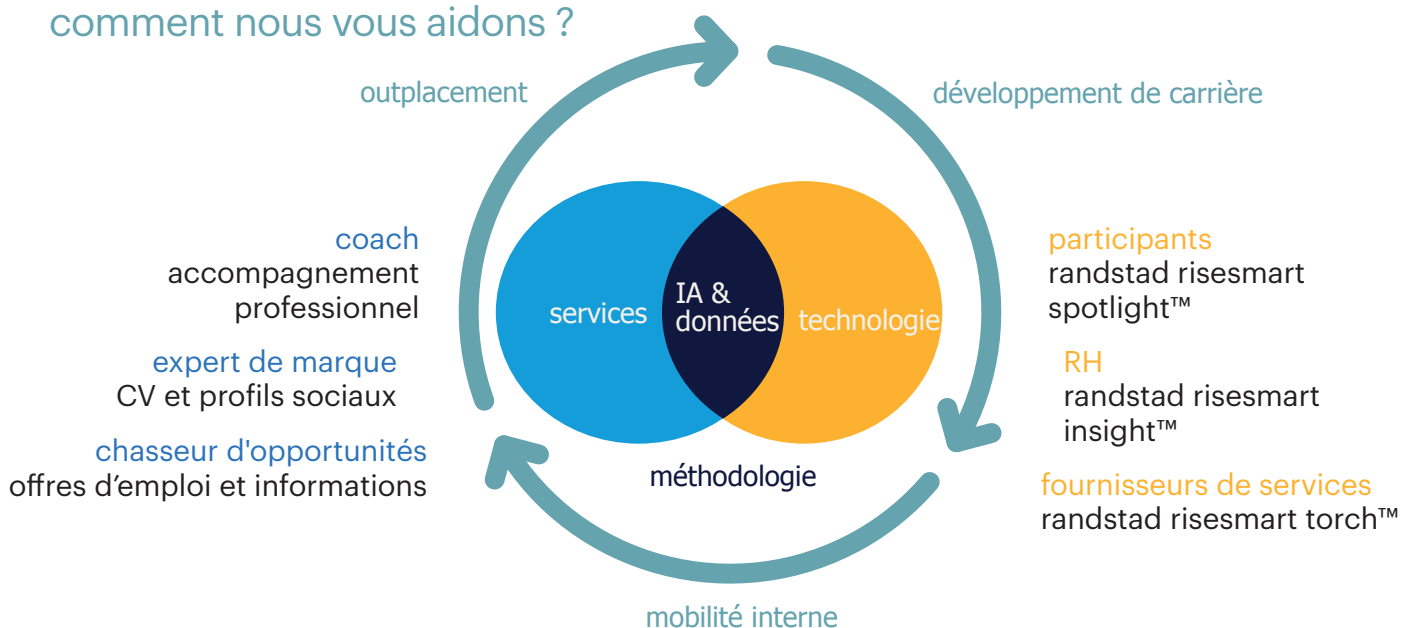 comment nous vous aidons ?
outplacement
développement de carrière
coach
accompagnement
professionnel
expert de marque
CV et profils sociaux
chasseur d'opportunités
offres d’emploi et informations
services
IA &
données
technologie
méthodologie
participants
randstad risesmart
spotlight™
RH
randstad risesmart
insight™
fournisseurs de services
randstad risesmart torch™
mobilité interne